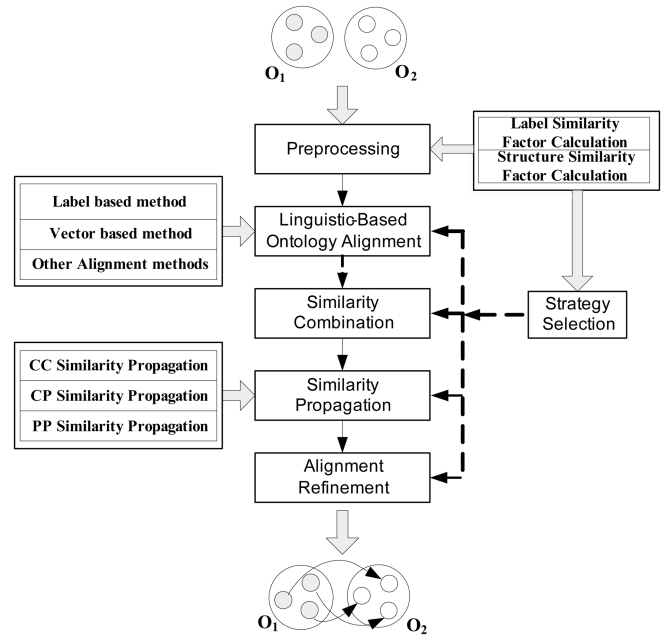 O1
O2
Preprocessing
Label Similarity
Factor Calculation
Structure Similarity
Factor Calculation
Label based method
Vector based method
Other Alignment methods
Linguistic-Based
Ontology Alignment
Similarity
Combination
Strategy
Selection
CC Similarity Propagation
CP Similarity Propagation
PP Similarity Propagation
Similarity
Propagation
Alignment
Refinement
O1
O2